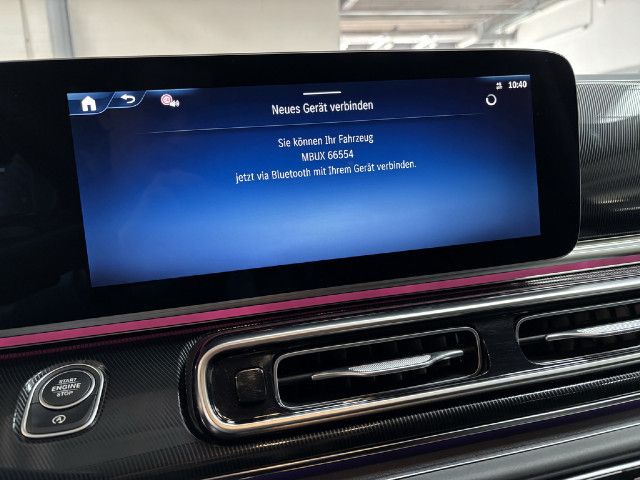 10:40
Neues Gerät verbinden
Sie können Ihr Fahrzeug
MBUX 66554
jetzt via Bluetooth mit Ihrem Gerät verbinden.
START
ENGINE
STOP